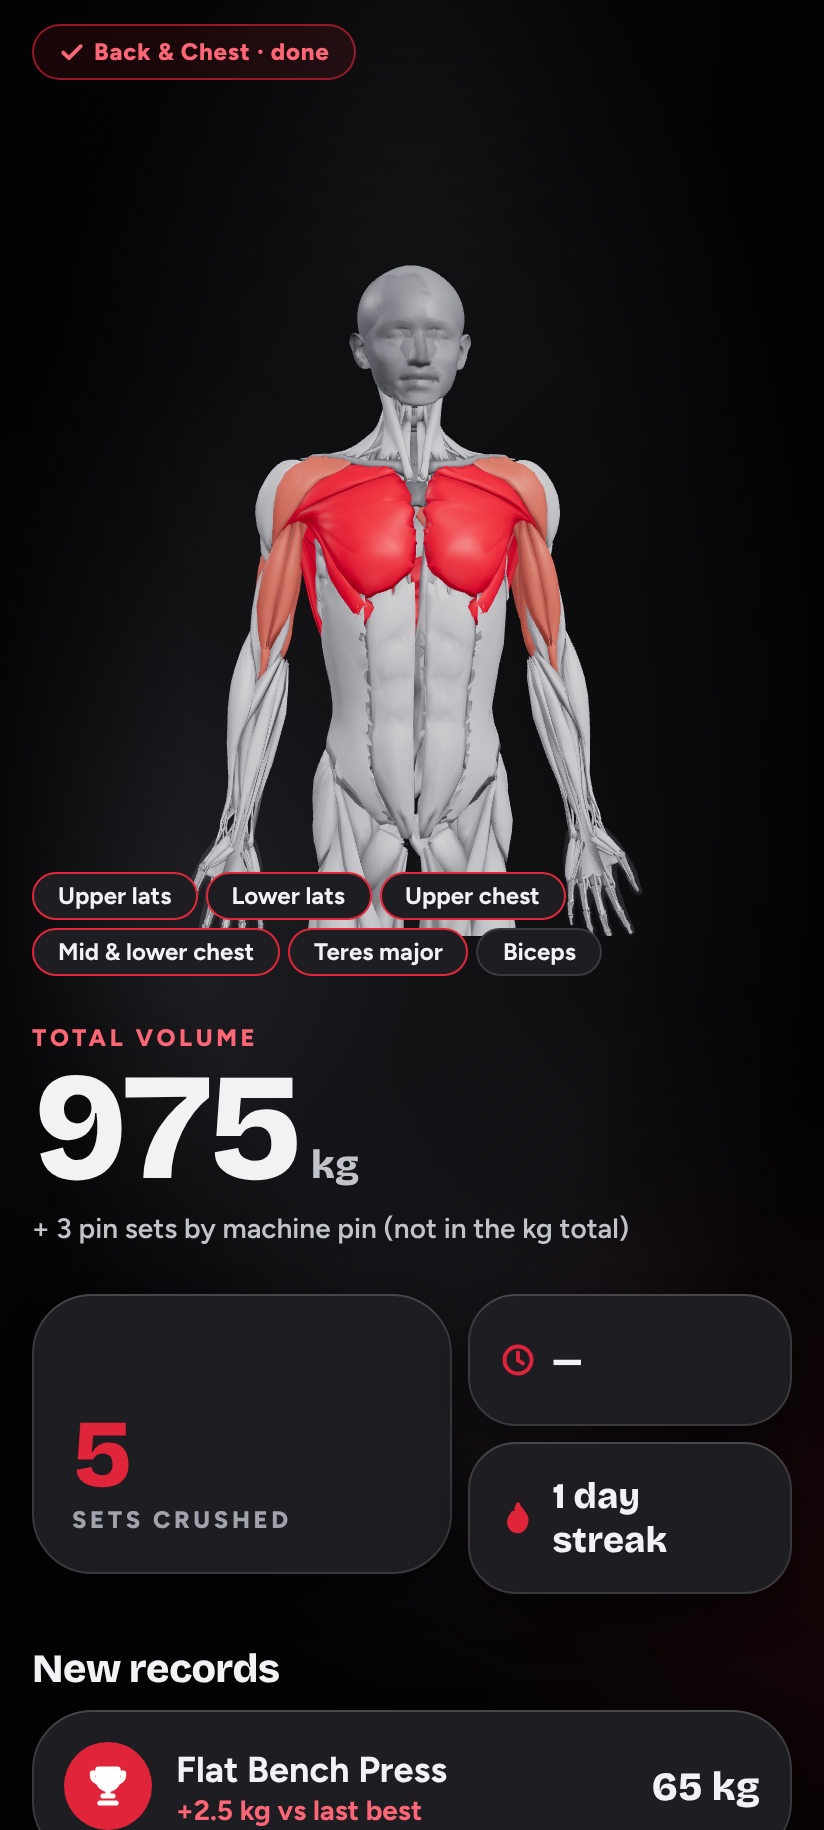 Back & Chest · done
Upper lats
Lower lats
Upper chest
Mid & lower chest
Teres major
Biceps
TOTAL VOLUME
975 kg
+ 3 pin sets by machine pin (not in the kg total)
5
SETS CRUSHED
—
1 day
streak
New records
Flat Bench Press
+2.5 kg vs last best
65 kg